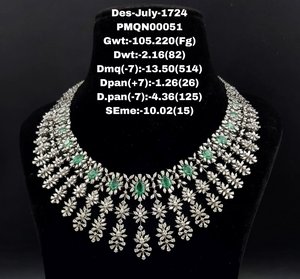 Des-July-1724
PMQN00051
Gwt:-105.220(Fg)
Dwt:-2.16(82)
Dmq(-7):-13.50(514)
Dpan(+7):-1.26(26)
D.pan(-7):-4.36(125)
SEme:-10.02(15)